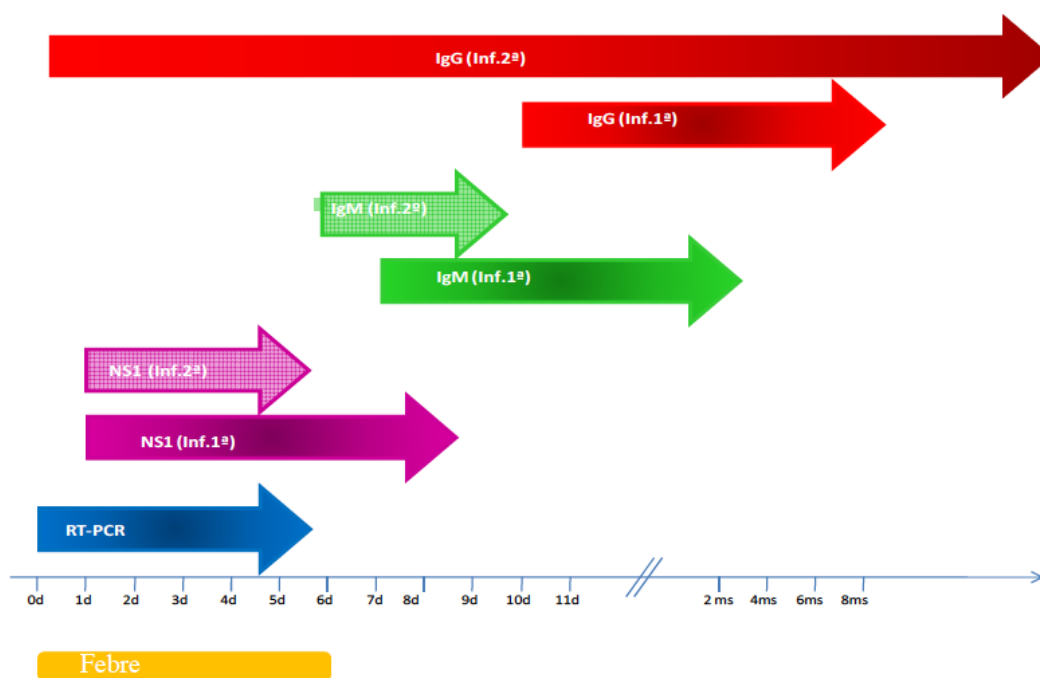 IgG (Inf.2ª)
IgG (Inf.1ª)
IgM (Inf.2º)
IgM (Inf.1ª)
NS1 (Inf.2ª)
NS1 (Inf.1ª)
RT-PCR
0d 1d 2d 3d 4d 5d 6d 7d 8d 9d 10d 11d 2 ms 4ms 6ms 8ms
Febre